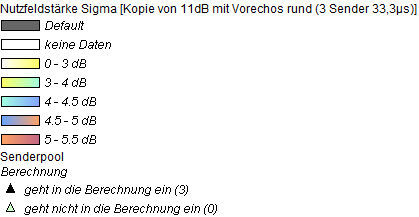 Nutzfeldstärke Sigma [Kopie von 11dB mit Vorechos rund (3 Sender 33,3µs)]
Default
keine Daten
0 - 3 dB
3 - 4 dB
4 - 4.5 dB
4.5 - 5 dB
5 - 5.5 dB
Senderpool
Berechnung
geht in die Berechnung ein (3)
geht nicht in die Berechnung ein (0)